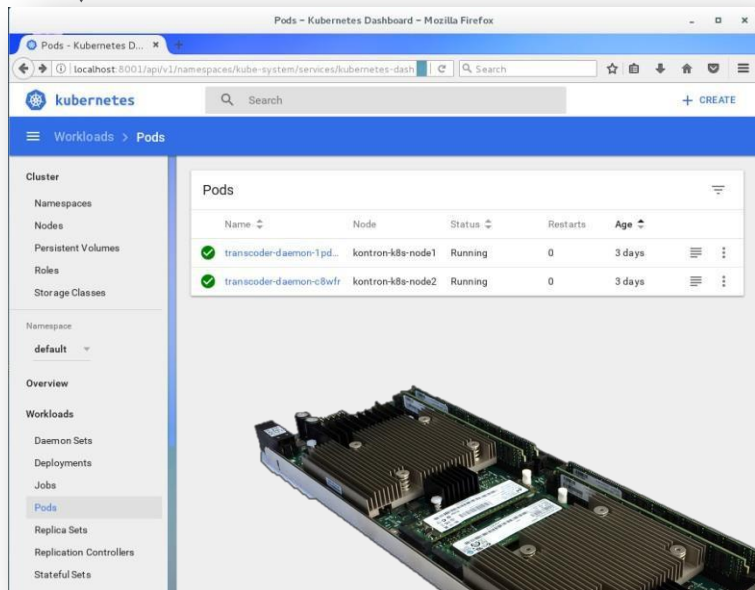 Pods - Kubernetes Dashboard - Mozilla Firefox
Pods - Kubernetes D...
localhost:8001/api/v1/namespaces/kube-system/services/kubernetes-dash
Search
kubernetes
Search
+ CREATE
Workloads > Pods
Cluster
Namespaces
Nodes
Persistent Volumes
Roles
Storage Classes
Namespace
default
Overview
Workloads
Daemon Sets
Deployments
Jobs
Pods
Replica Sets
Replication Controllers
Stateful Sets
Pods
Name Node Status Restarts Age
transcoder-daemon-1pd... kontron-k8s-node1 Running 0 3 days
transcoder-daemon-c8wfr kontron-k8s-node2 Running 0 3 days